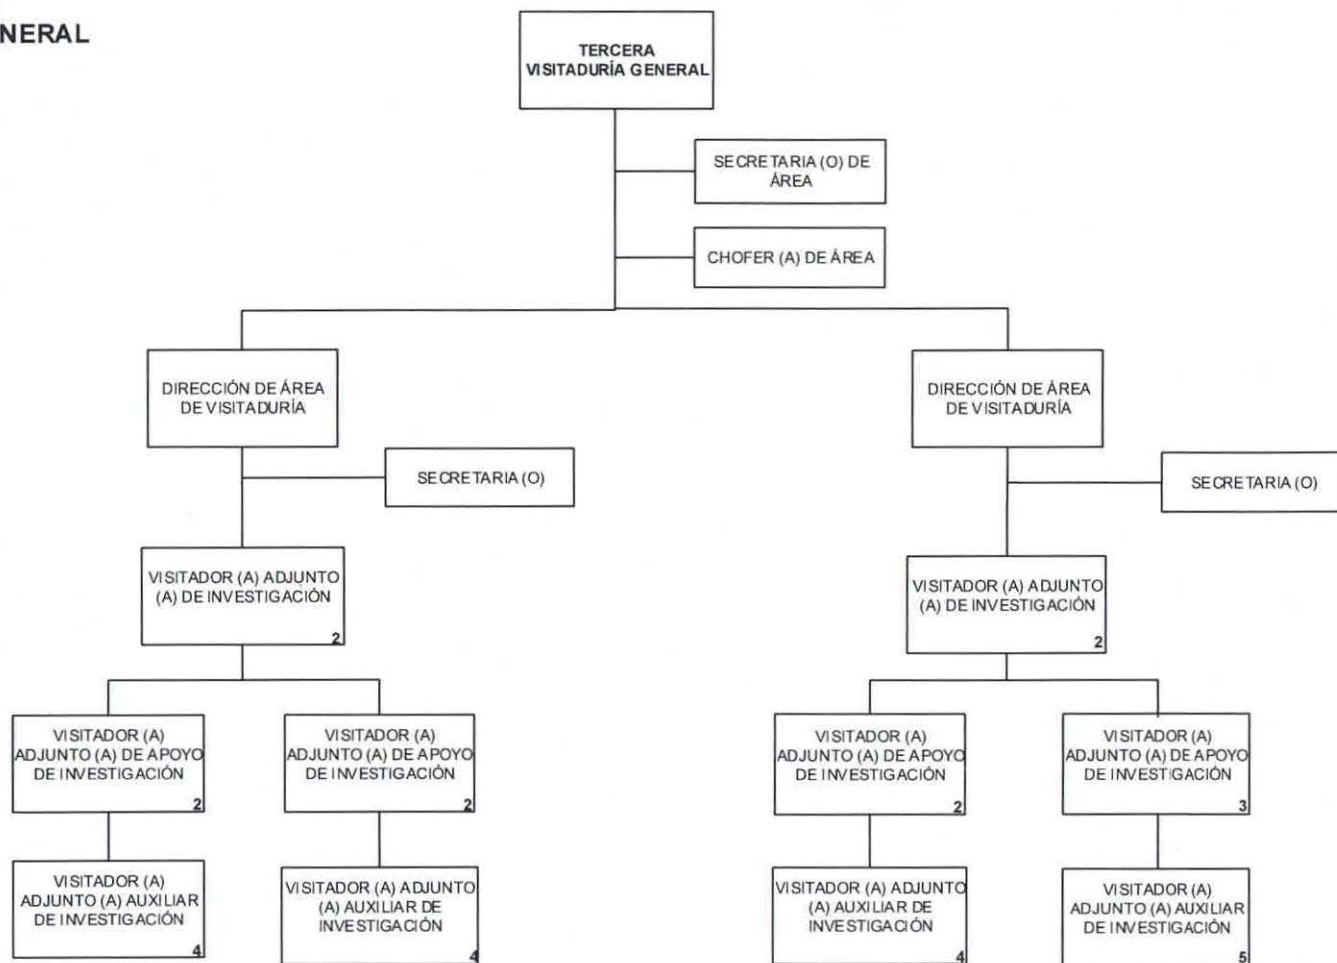 NERAL
TERCERA
VISITADURÍA GENERAL
SECRETARIA (O) DE
ÁREA
CHOFER (A) DE ÁREA
DIRECCIÓN DE ÁREA
DE VISITADURÍA
DIRECCIÓN DE ÁREA
DE VISITADURÍA
SECRETARIA (O)
SECRETARIA (O)
VISITADOR (A) ADJUNTO
(A) DE INVESTIGACIÓN
2
VISITADOR (A) ADJUNTO
(A) DE INVESTIGACIÓN
2
VISITADOR (A)
ADJUNTO (A) DE APOYO
DE INVESTIGACIÓN
2
VISITADOR (A)
ADJUNTO (A) DE APOYO
DE INVESTIGACIÓN
2
VISITADOR (A)
ADJUNTO (A) DE APOYO
DE INVESTIGACIÓN
2
VISITADOR (A)
ADJUNTO (A) DE APOYO
DE INVESTIGACIÓN
3
VISITADOR (A)
ADJUNTO (A) AUXILIAR
DE INVESTIGACIÓN
4
VISITADOR (A) ADJUNTO
(A) AUXILIAR DE
INVESTIGACIÓN
4
VISITADOR (A) ADJUNTO
(A) AUXILIAR DE
INVESTIGACIÓN
4
VISITADOR (A)
ADJUNTO (A) AUXILIAR
DE INVESTIGACIÓN
5